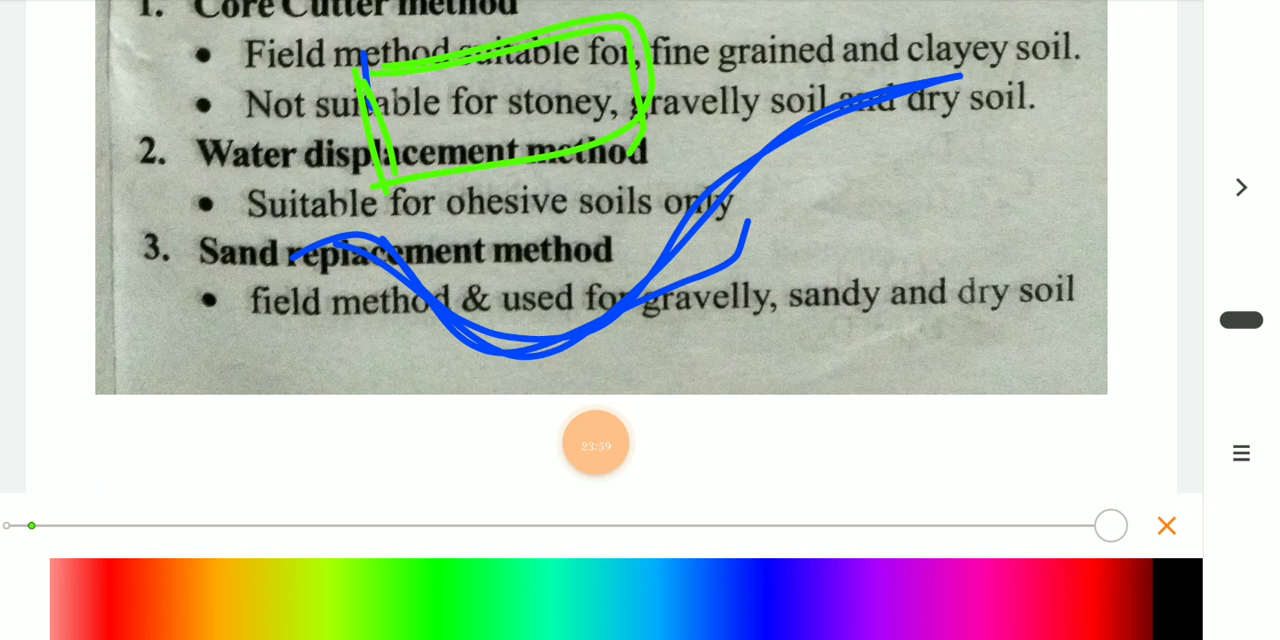 1. Core Cutter method
• Field method suitable for, fine grained and clayey soil.
• Not suitable for stoney, gravelly soil and dry soil.
2. Water displacement method
• Suitable for ohesive soils only
3. Sand replacement method
• field method & used for gravelly, sandy and dry soil
23:59